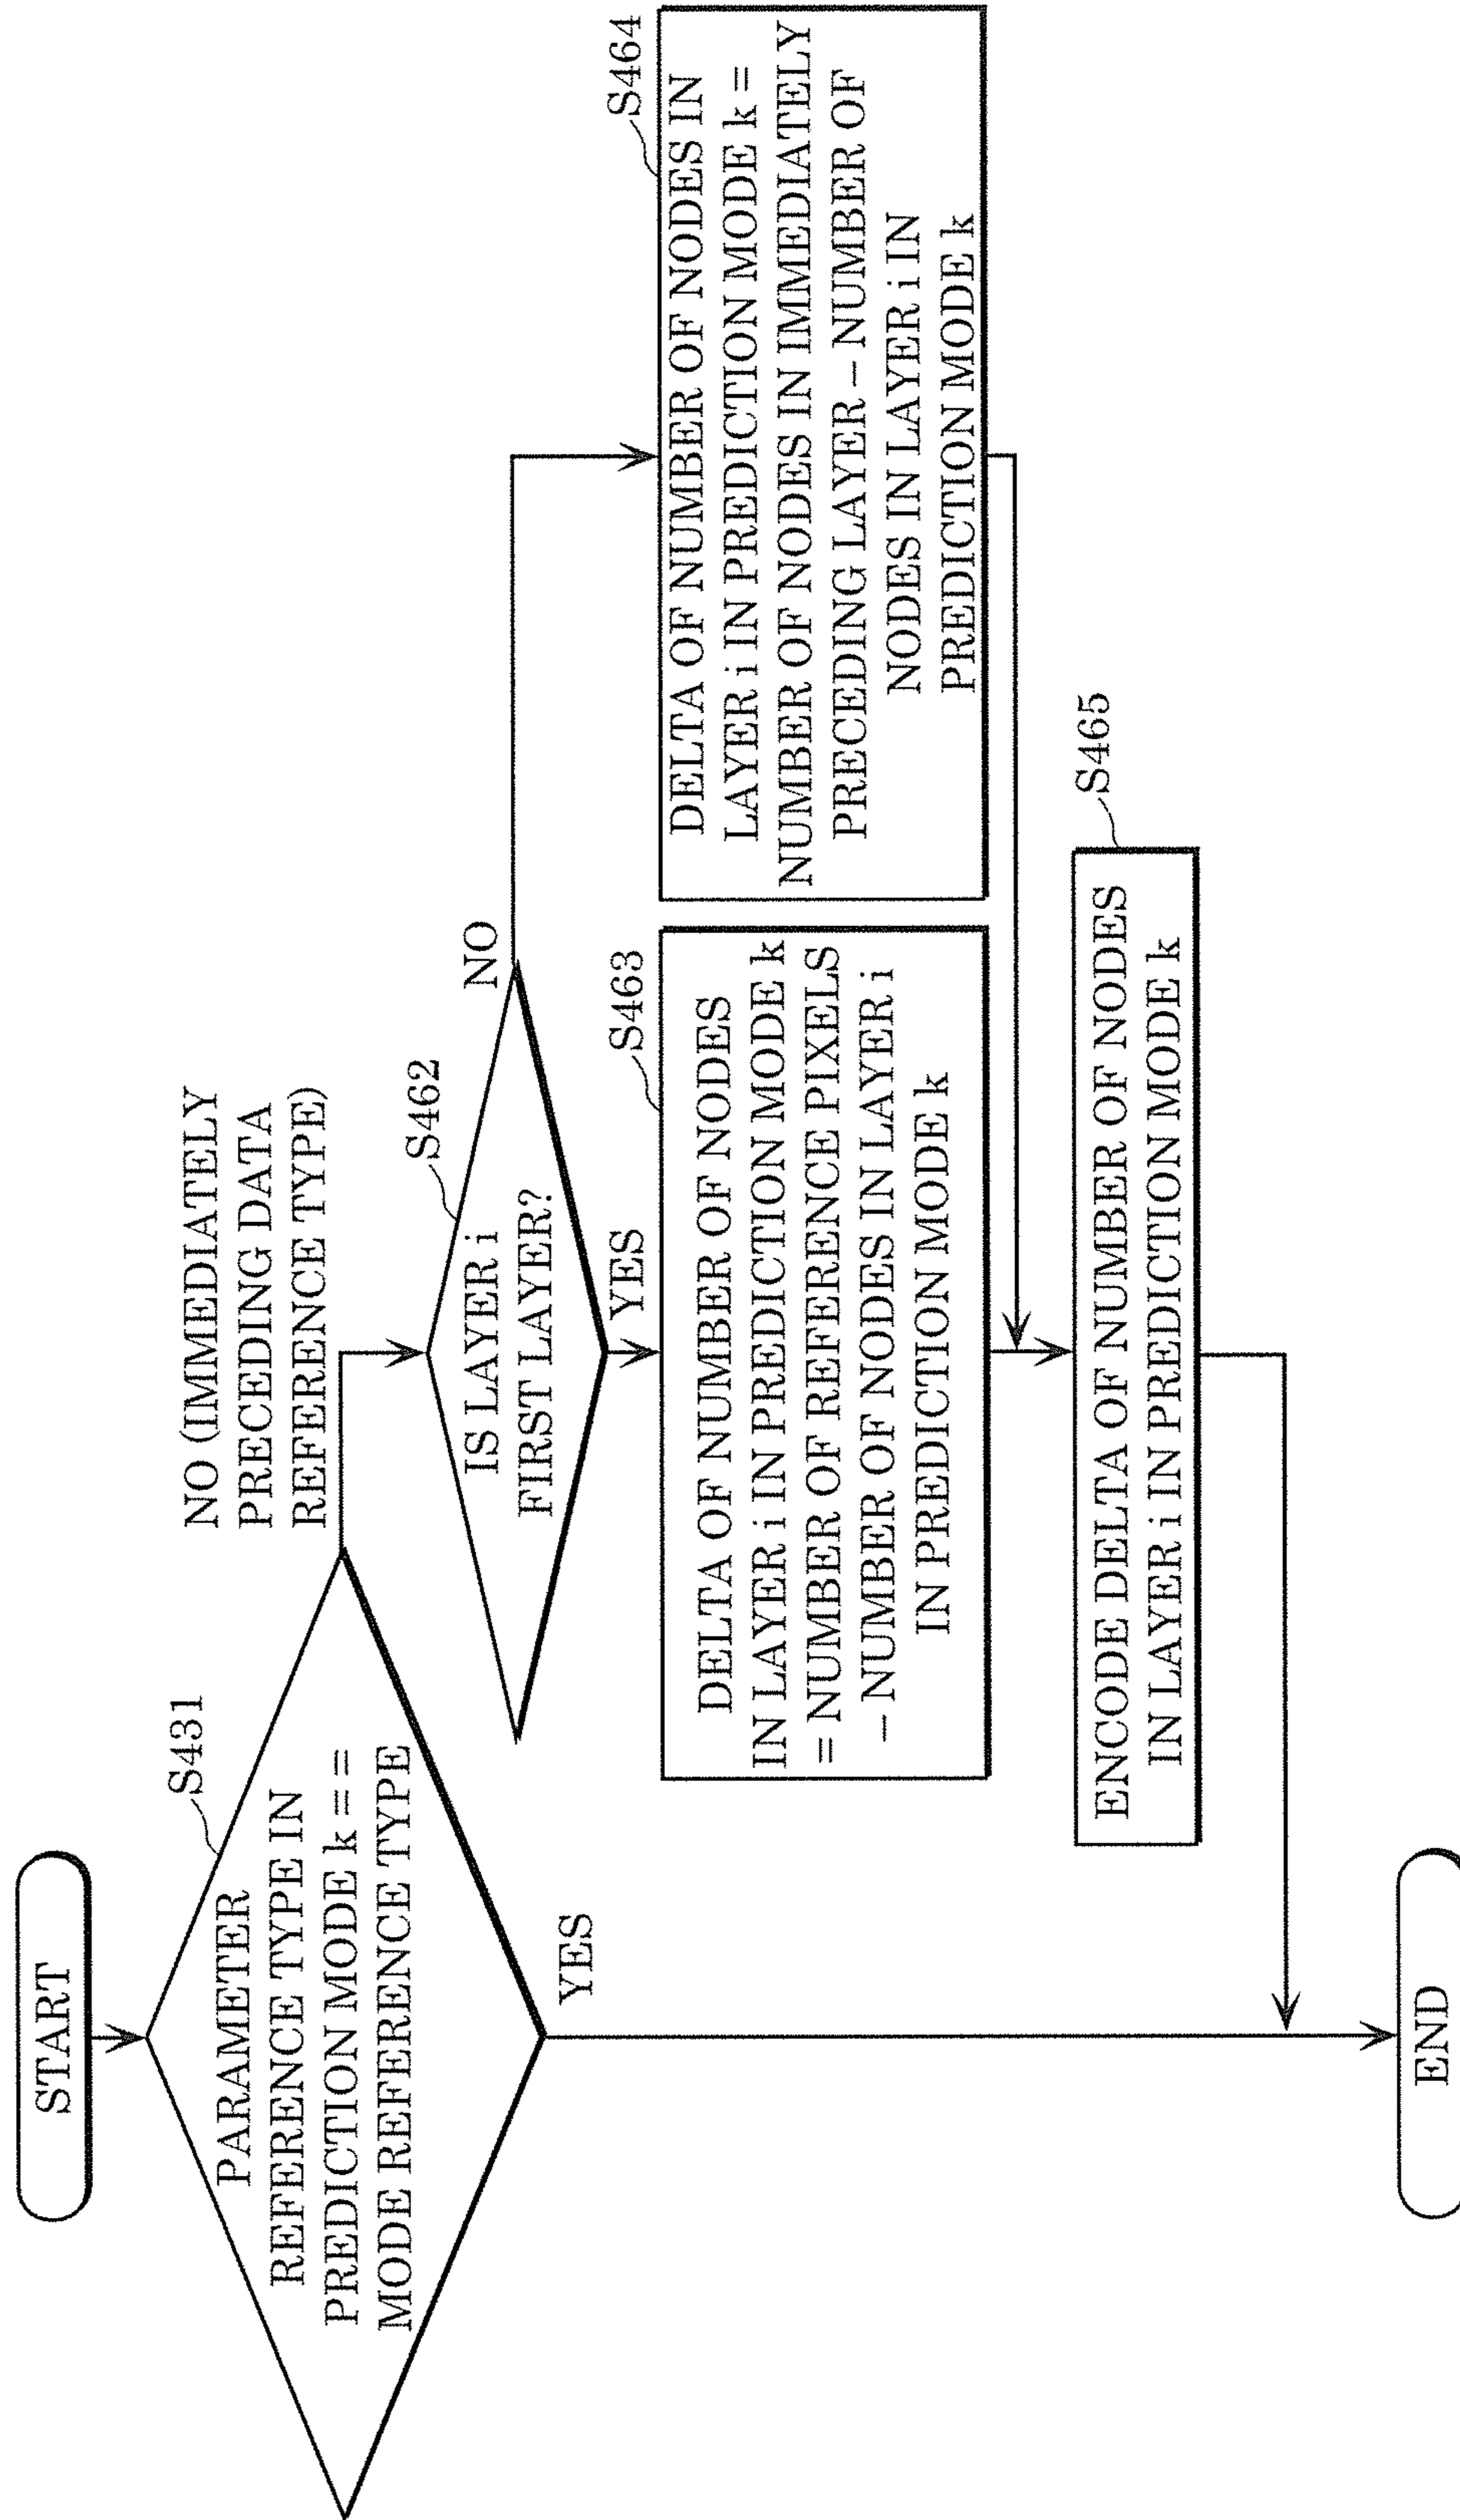 START
S431
PARAMETER
REFERENCE TYPE IN
PREDICTION MODE k ==
MODE REFERENCE TYPE
NO (IMMEDIATELY
PRECEDING DATA
REFERENCE TYPE)
YES
S462
IS LAYER i
FIRST LAYER?
NO
YES
S463
DELTA OF NUMBER OF NODES
IN LAYER i IN PREDICTION MODE k
= NUMBER OF REFERENCE PIXELS
– NUMBER OF NODES IN LAYER i
IN PREDICTION MODE k
S464
DELTA OF NUMBER OF NODES IN
LAYER i IN PREDICTION MODE k =
NUMBER OF NODES IN IMMEDIATELY
PRECEDING LAYER – NUMBER OF
NODES IN LAYER i IN
PREDICTION MODE k
S465
ENCODE DELTA OF NUMBER OF NODES
IN LAYER i IN PREDICTION MODE k
END